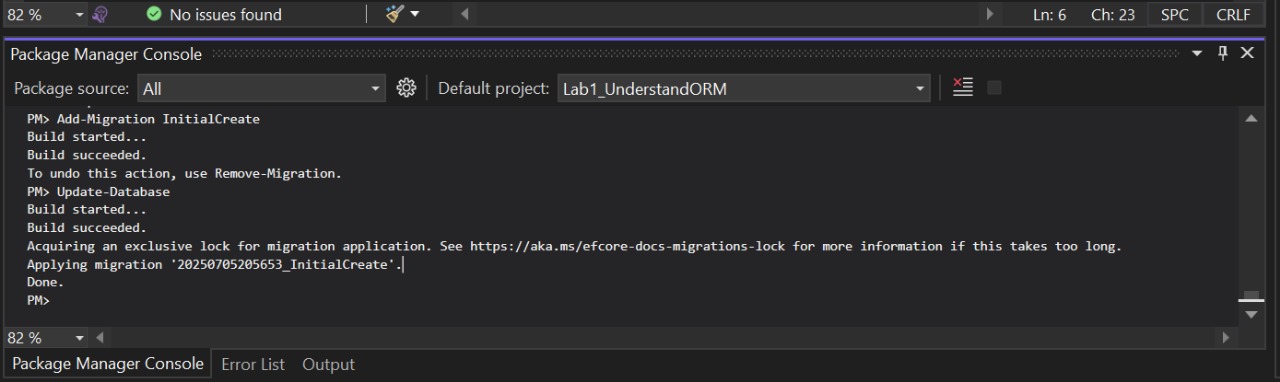 82 %
No issues found
Ln: 6 Ch: 23 SPC CRLF
Package Manager Console
Package source: All Default project: Lab1_UnderstandORM
PM> Add-Migration InitialCreate
Build started...
Build succeeded.
To undo this action, use Remove-Migration.
PM> Update-Database
Build started...
Build succeeded.
Acquiring an exclusive lock for migration application. See https://aka.ms/efcore-docs-migrations-lock for more information if this takes too long.
Applying migration '20250705205653_InitialCreate'.
Done.
PM>
82 %
Package Manager Console Error List Output